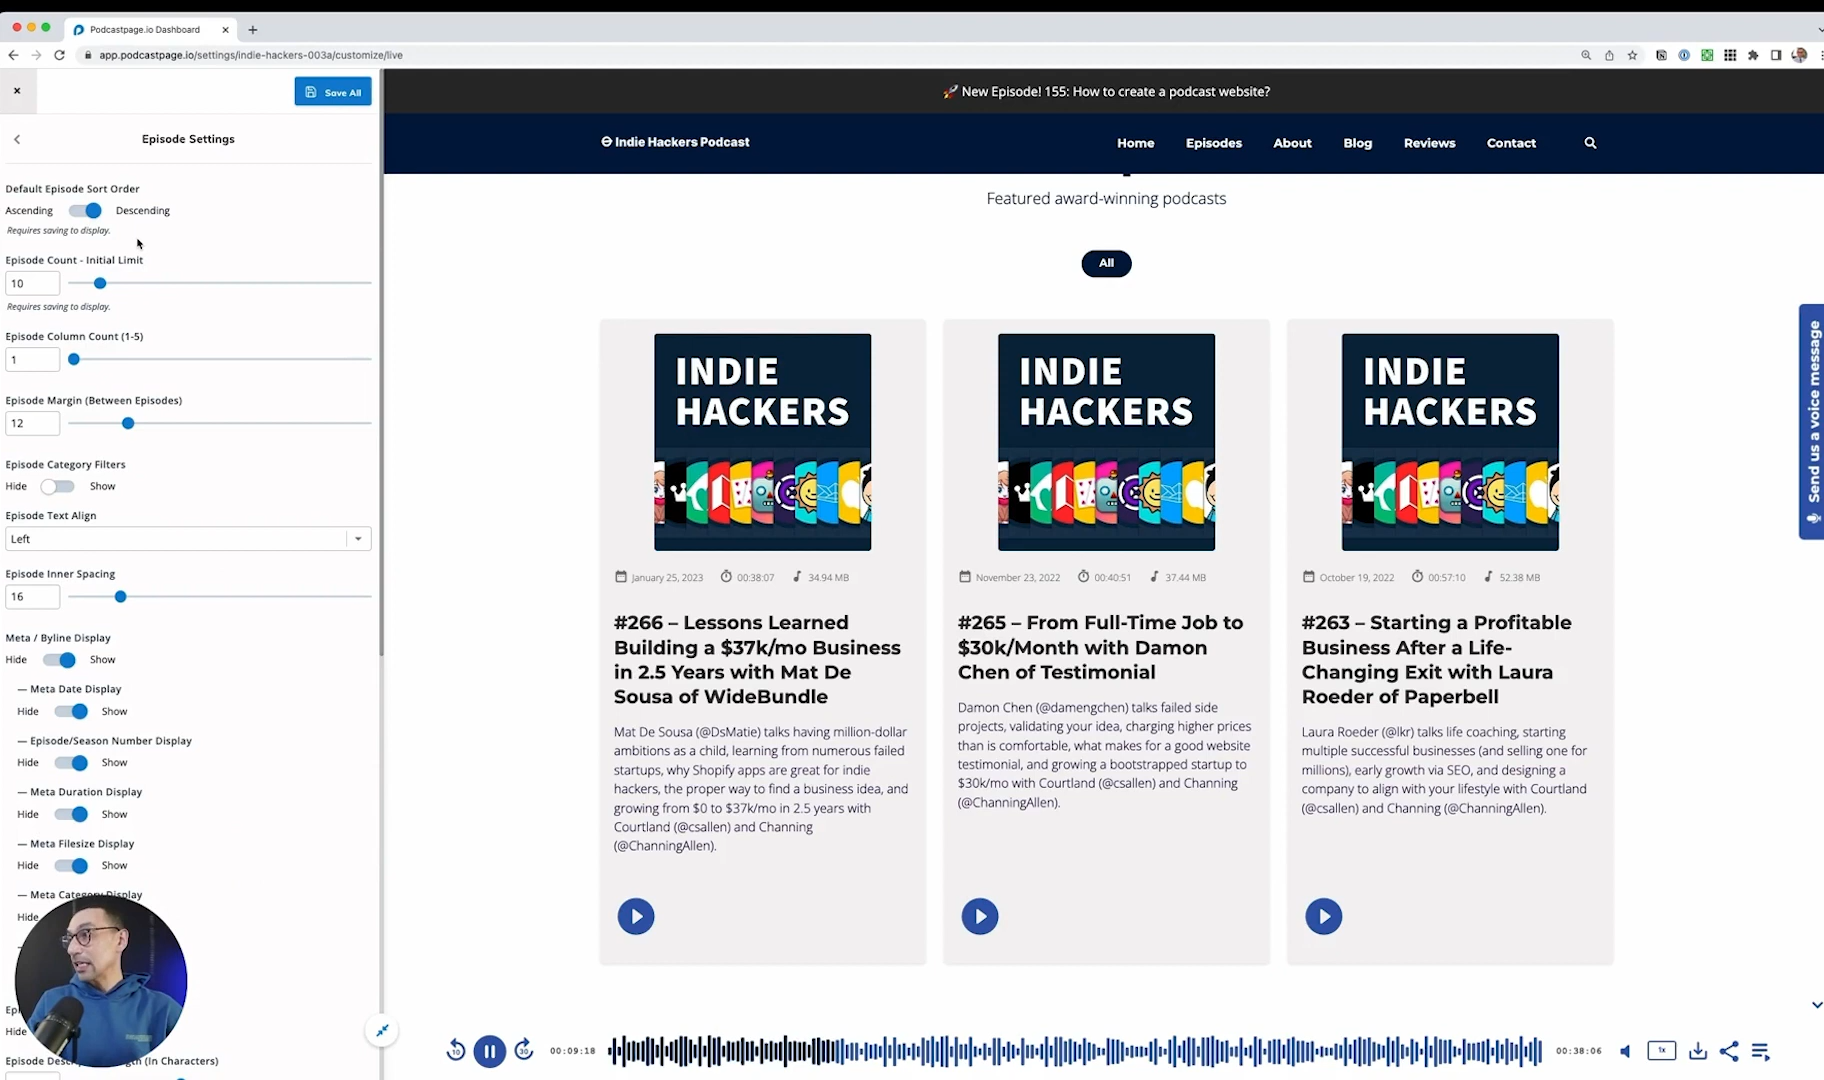 Podcastpage.io Dashboard
app.podcastpage.io/settings/indie-hackers-003a/customize/live
Save All
Episode Settings
Default Episode Sort Order
Ascending Descending
Requires saving to display.
Episode Count - Initial Limit
10
Requires saving to display.
Episode Column Count (1-5)
1
Episode Margin (Between Episodes)
12
Episode Category Filters
Hide Show
Episode Text Align
Left
Episode Inner Spacing
16
Meta / Byline Display
Hide Show
— Meta Date Display
Hide Show
— Episode/Season Number Display
Hide Show
— Meta Duration Display
Hide Show
— Meta Filesize Display
Hide Show
— Meta Category Display
Hide
Hide
(In Characters)
🚀 New Episode! 155: How to create a podcast website?
Indie Hackers Podcast
Home Episodes About Blog Reviews Contact
Featured award-winning podcasts
All
INDIE
HACKERS
January 25, 2023 00:38:07 34.94 MB
#266 – Lessons Learned
Building a $37k/mo Business
in 2.5 Years with Mat De
Sousa of WideBundle
Mat De Sousa (@DsMatie) talks having million-dollar
ambitions as a child, learning from numerous failed
startups, why Shopify apps are great for indie
hackers, the proper way to find a business idea, and
growing from $0 to $37k/mo in 2.5 years with
Courtland (@csallen) and Channing
(@ChanningAllen).
INDIE
HACKERS
November 23, 2022 00:40:51 37.44 MB
#265 – From Full-Time Job to
$30k/Month with Damon
Chen of Testimonial
Damon Chen (@damengchen) talks failed side
projects, validating your idea, charging higher prices
than is comfortable, what makes for a good website
testimonial, and growing a bootstrapped startup to
$30k/mo with Courtland (@csallen) and Channing
(@ChanningAllen).
INDIE
HACKERS
October 19, 2022 00:57:10 52.38 MB
#263 – Starting a Profitable
Business After a Life-
Changing Exit with Laura
Roeder of Paperbell
Laura Roeder (@lkr) talks life coaching, starting
multiple successful businesses (and selling one for
millions), early growth via SEO, and designing a
company to align with your lifestyle with Courtland
(@csallen) and Channing (@ChanningAllen).
Send us a voice message
10 30 00:09:18 00:38:06 1x